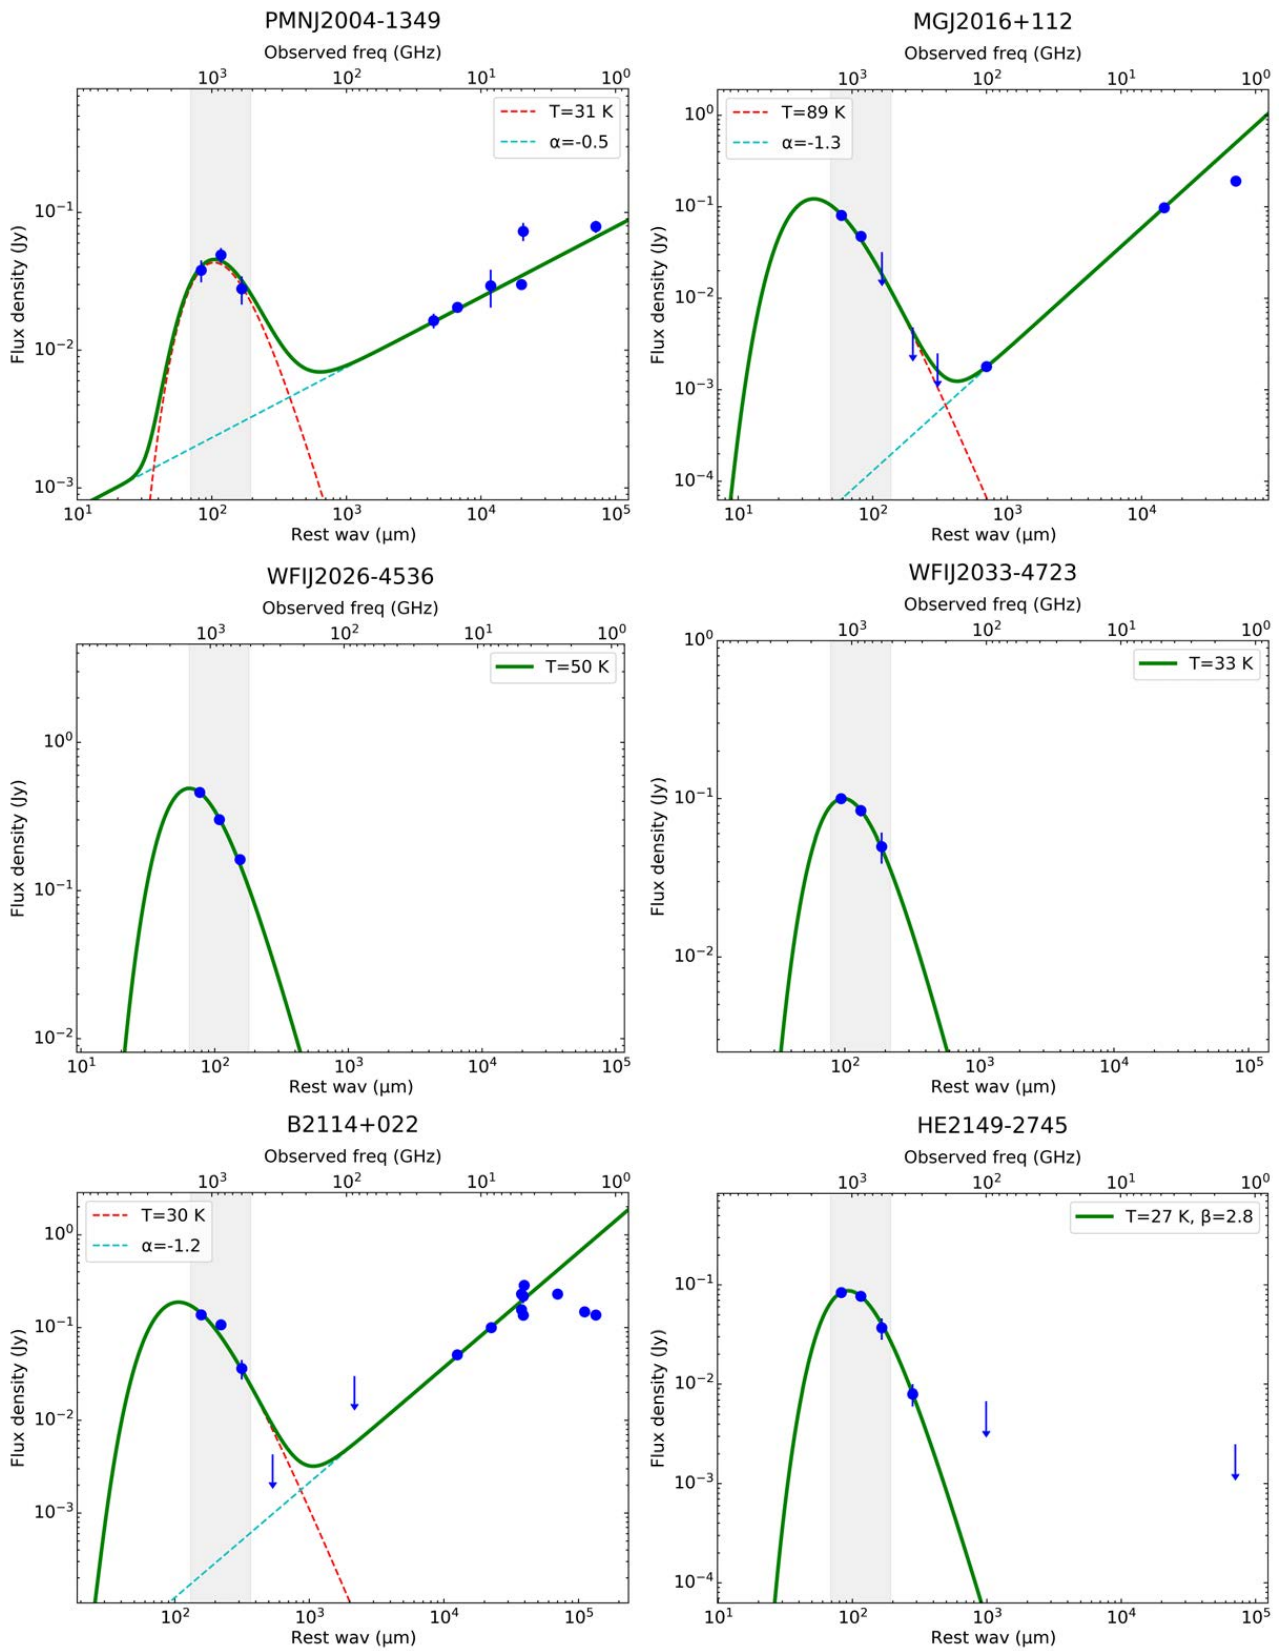 PMNJ2004-1349
Observed freq (GHz)
10³ 10² 10¹ 10⁰
T=31 K
α=-0.5
Flux density (Jy)
10⁻¹
10⁻²
10⁻³
10¹ 10² 10³ 10⁴ 10⁵
Rest wav (μm)
MGJ2016+112
Observed freq (GHz)
10³ 10² 10¹ 10⁰
T=89 K
α=-1.3
Flux density (Jy)
10⁰
10⁻¹
10⁻²
10⁻³
10⁻⁴
10¹ 10² 10³ 10⁴
Rest wav (μm)
WFIJ2026-4536
Observed freq (GHz)
10³ 10² 10¹ 10⁰
T=50 K
Flux density (Jy)
10⁰
10⁻¹
10⁻²
10¹ 10² 10³ 10⁴ 10⁵
Rest wav (μm)
WFIJ2033-4723
Observed freq (GHz)
10³ 10² 10¹ 10⁰
T=33 K
Flux density (Jy)
10⁰
10⁻¹
10⁻²
10² 10³ 10⁴ 10⁵
Rest wav (μm)
B2114+022
Observed freq (GHz)
10³ 10² 10¹ 10⁰
T=30 K
α=-1.2
Flux density (Jy)
10⁰
10⁻¹
10⁻²
10⁻³
10² 10³ 10⁴ 10⁵
Rest wav (μm)
HE2149-2745
Observed freq (GHz)
10³ 10² 10¹ 10⁰
T=27 K, β=2.8
Flux density (Jy)
10⁻¹
10⁻²
10⁻³
10⁻⁴
10¹ 10² 10³ 10⁴ 10⁵
Rest wav (μm)